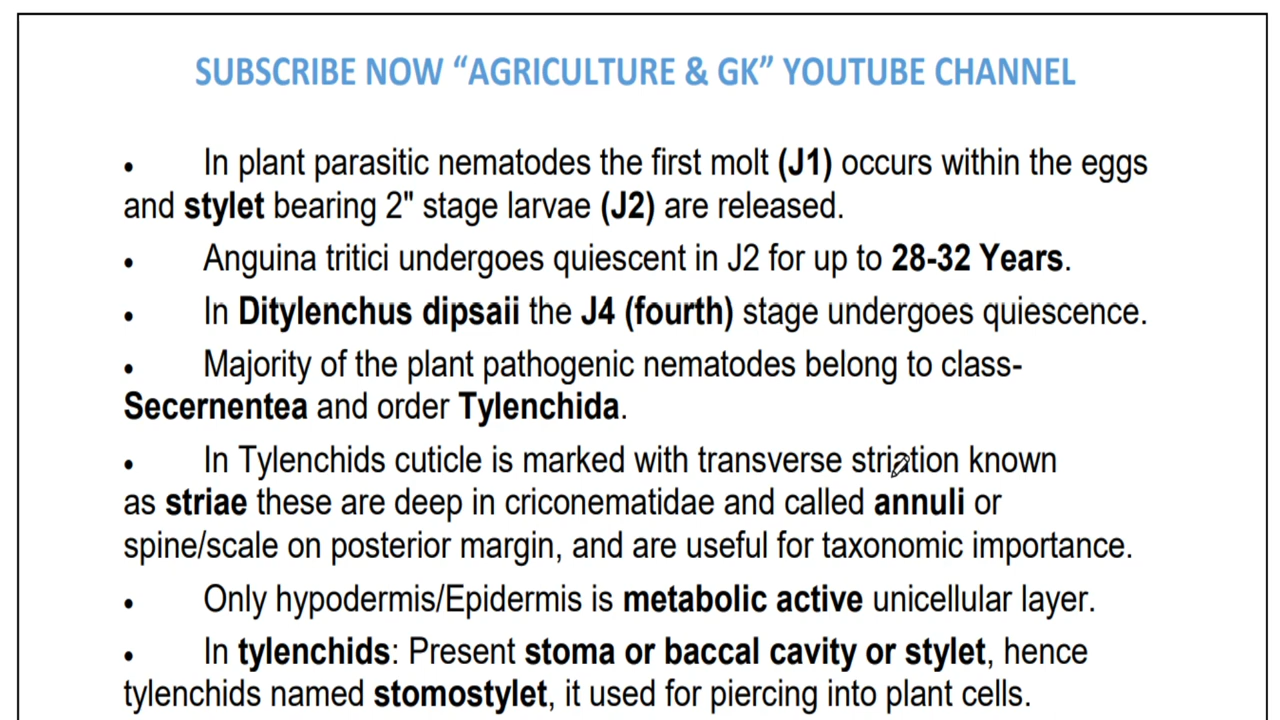 SUBSCRIBE NOW “AGRICULTURE & GK” YOUTUBE CHANNEL
• In plant parasitic nematodes the first molt (J1) occurs within the eggs
and stylet bearing 2" stage larvae (J2) are released.
• Anguina tritici undergoes quiescent in J2 for up to 28-32 Years.
• In Ditylenchus dipsaii the J4 (fourth) stage undergoes quiescence.
• Majority of the plant pathogenic nematodes belong to class-
Secernentea and order Tylenchida.
• In Tylenchids cuticle is marked with transverse striation known
as striae these are deep in criconematidae and called annuli or
spine/scale on posterior margin, and are useful for taxonomic importance.
• Only hypodermis/Epidermis is metabolic active unicellular layer.
• In tylenchids: Present stoma or baccal cavity or stylet, hence
tylenchids named stomostylet, it used for piercing into plant cells.